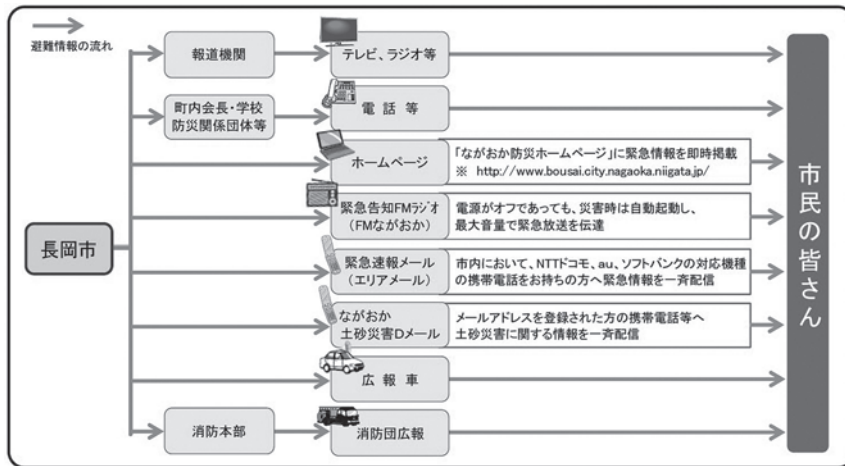 避難情報の流れ
報道機関
テレビ、ラジオ等
町内会長・学校
防災関係団体等
電 話 等
ホームページ
「ながおか防災ホームページ」に緊急情報を即時掲載
※ http://www.bousai.city.nagaoka.niigata.jp/
緊急告知FMラジオ
(FMながおか)
電源がオフであっても、災害時は自動起動し、
最大音量で緊急放送を伝達
長岡市
緊急速報メール
(エリアメール)
市内において、NTTドコモ、au、ソフトバンクの対応機種
の携帯電話をお持ちの方へ緊急情報を一斉配信
ながおか
土砂災害Dメール
メールアドレスを登録された方の携帯電話等へ
土砂災害に関する情報を一斉配信
広 報 車
消防本部
消防団広報
市民の皆さん